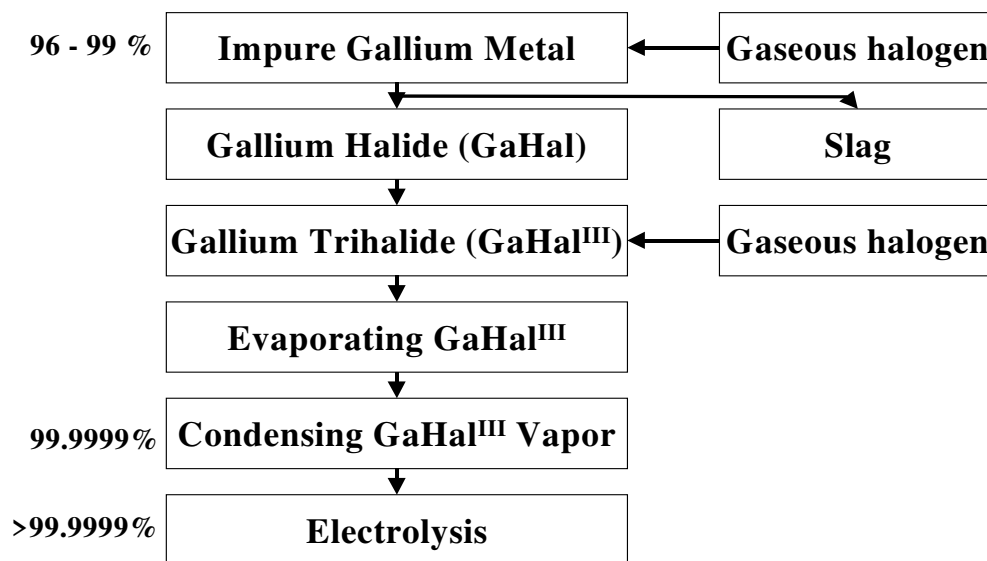 96 - 99 %
Impure Gallium Metal
Gaseous halogen
Gallium Halide (GaHal)
Slag
Gallium Trihalide (GaHalᴵᴵᴵ)
Gaseous halogen
Evaporating GaHalᴵᴵᴵ
99.9999%
Condensing GaHalᴵᴵᴵ Vapor
>99.9999%
Electrolysis